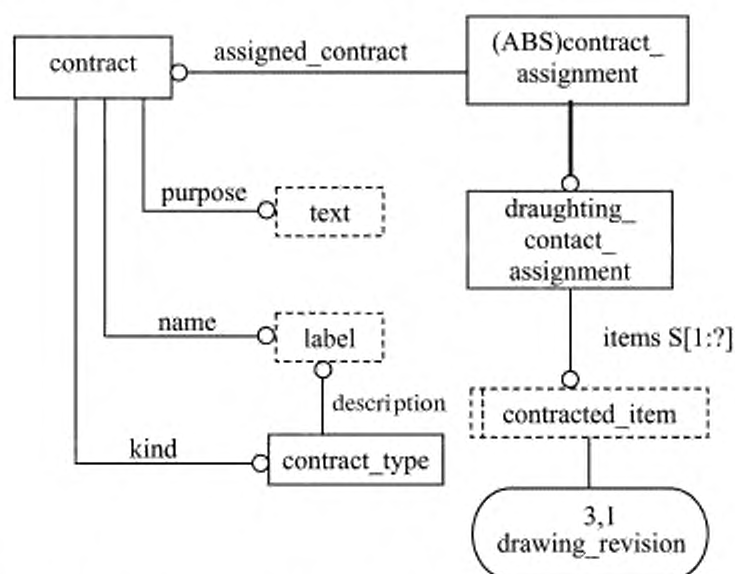 contract
assigned_contract
(ABS)contract_
assignment
purpose
text
draughting_
contact_
assignment
name
label
items S[1:?]
description
contracted_item
kind
contract_type
3,1
drawing_revision